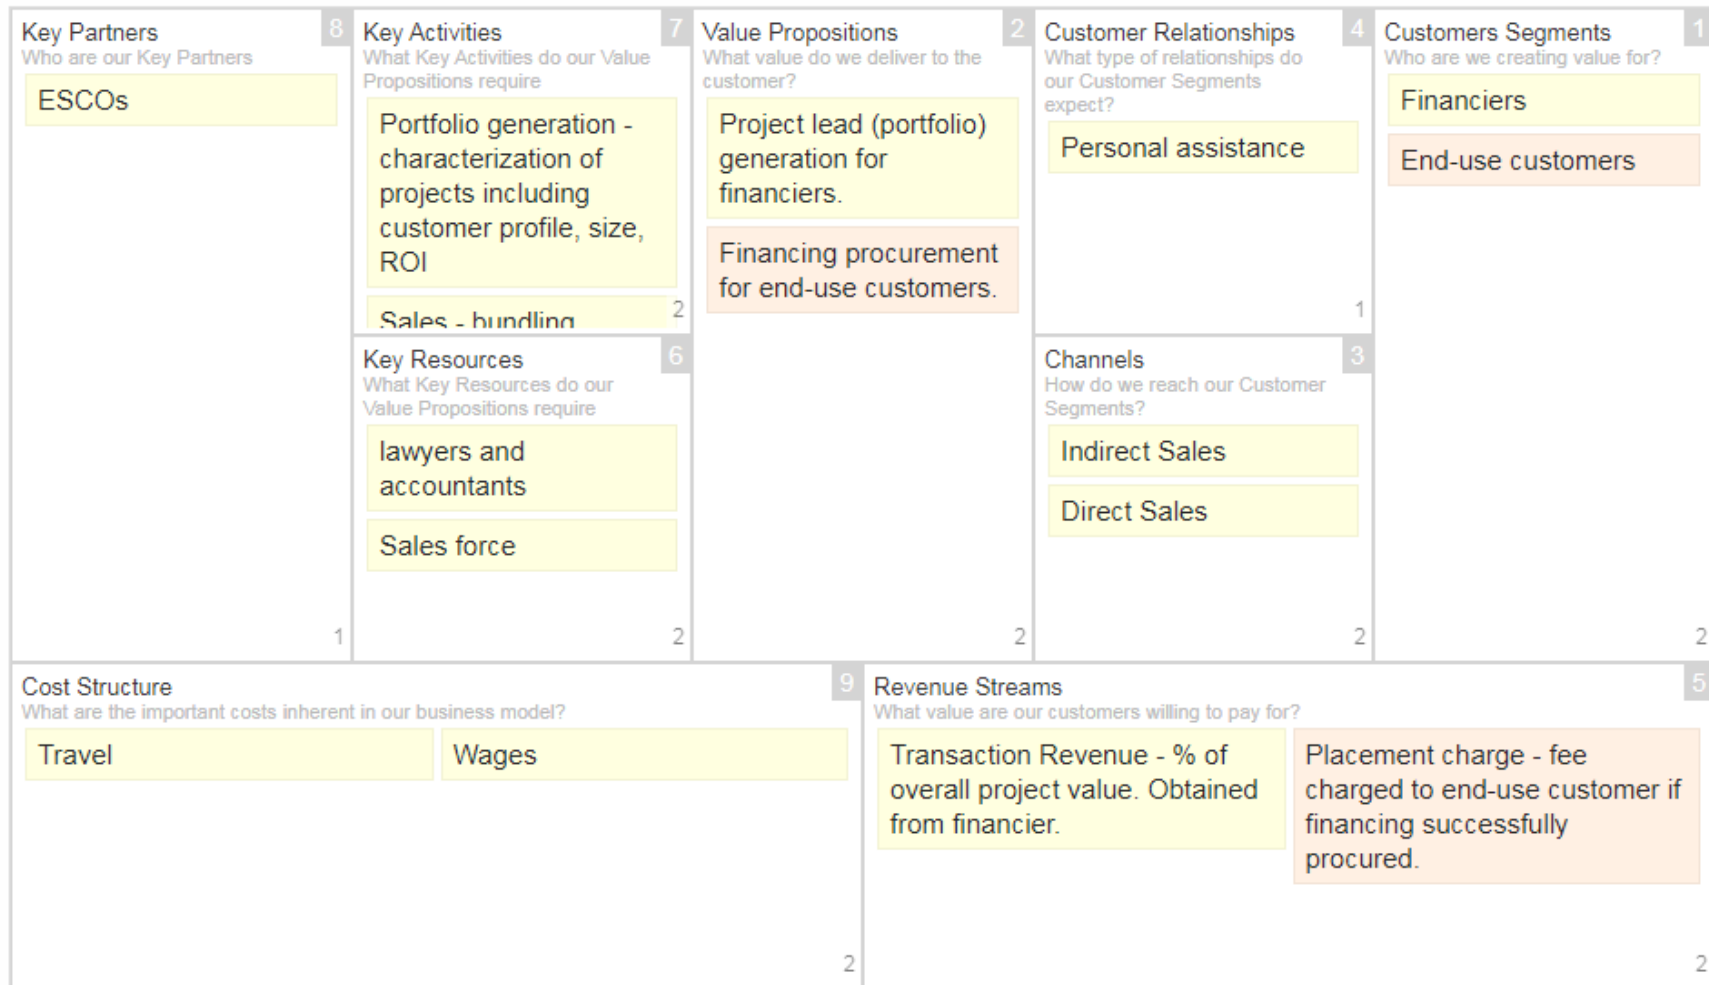 Key Partners
8
Who are our Key Partners
ESCOs
1
Key Activities
7
What Key Activities do our Value
Propositions require
Portfolio generation -
characterization of
projects including
customer profile, size,
ROI
Sales - bundling
2
Key Resources
6
What Key Resources do our
Value Propositions require
lawyers and
accountants
Sales force
2
Value Propositions
2
What value do we deliver to the
customer?
Project lead (portfolio)
generation for
financiers.
Financing procurement
for end-use customers.
2
Customer Relationships
4
What type of relationships do
our Customer Segments
expect?
Personal assistance
1
Channels
3
How do we reach our Customer
Segments?
Indirect Sales
Direct Sales
2
Customers Segments
1
Who are we creating value for?
Financiers
End-use customers
2
Cost Structure
9
What are the important costs inherent in our business model?
Travel
Wages
2
Revenue Streams
5
What value are our customers willing to pay for?
Transaction Revenue - % of
overall project value. Obtained
from financier.
Placement charge - fee
charged to end-use customer if
financing successfully
procured.
2